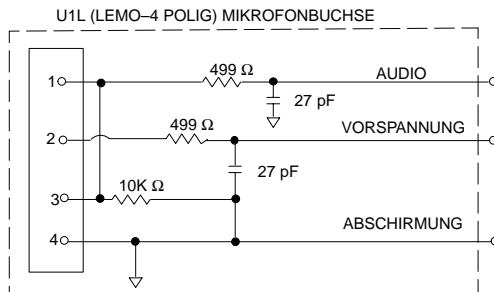 U1L (LEMO–4 POLIG) MIKROFONBUCHSE
1
499 Ω
AUDIO
27 pF
2
499 Ω
VORSPANNUNG
27 pF
3
10K Ω
4
ABSCHIRMUNG